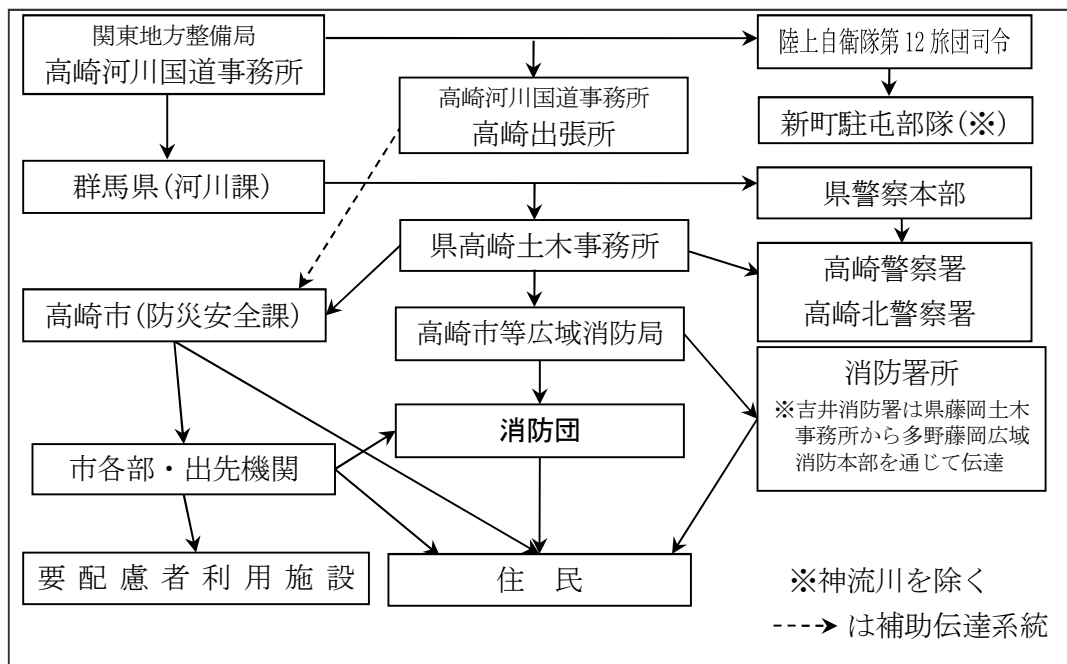 関東地方整備局
高崎河川国道事務所
陸上自衛隊第12旅団司令
高崎河川国道事務所
高崎出張所
新町駐屯部隊(※)
群馬県(河川課)
県警察本部
県高崎土木事務所
高崎警察署
高崎北警察署
高崎市(防災安全課)
高崎市等広域消防局
消防署所
※吉井消防署は県藤岡土木
事務所から多野藤岡広域
消防本部を通じて伝達
消防団
市各部・出先機関
要配慮者利用施設
住 民
※神流川を除く
は補助伝達系統